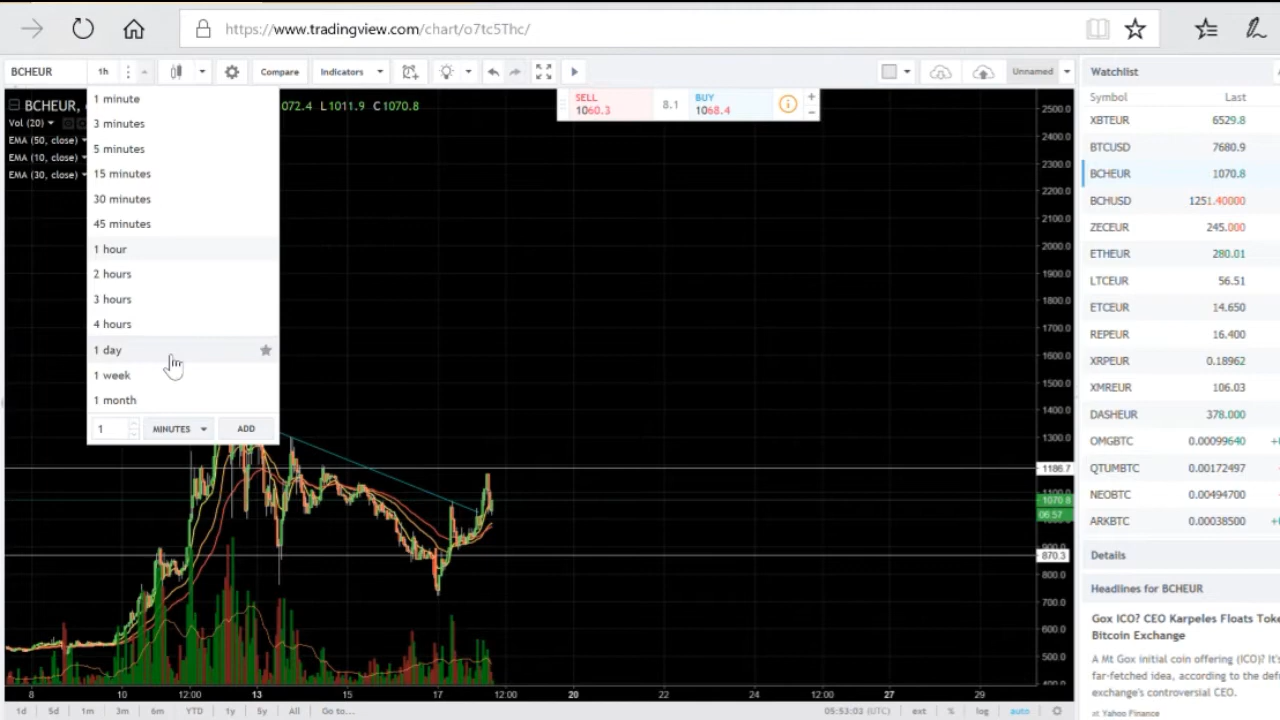 https://www.tradingview.com/chart/o7tc5Thc/
BCHEUR 1h Compare Indicators Unnamed
BCHEUR, 072.4 L1011.9 C1070.8
Vol (20)
EMA (50, close)
EMA (10, close)
EMA (30, close)
1 minute
3 minutes
5 minutes
15 minutes
30 minutes
45 minutes
1 hour
2 hours
3 hours
4 hours
1 day
1 week
1 month
1 MINUTES ADD
SELL
1060.3
8.1
BUY
1068.4
2500.0
2400.0
2300.0
2200.0
2100.0
2000.0
1900.0
1800.0
1700.0
1600.0
1500.0
1400.0
1300.0
1186.7
1100.0
1070.8
06:57
870.3
800.0
700.0
600.0
500.0
8 10 12:00 13 15 17 12:00 20 22 24 12:00 27 29
1d 5d 1m 3m 6m YTD 1y 5y All Go to... 05:53:03 (UTC) ext % log auto
Watchlist
Symbol Last
XBTEUR 6529.8
BTCUSD 7680.9
BCHEUR 1070.8
BCHUSD 1251.40000
ZECEUR 245.000
ETHEUR 280.01
LTCEUR 56.51
ETCEUR 14.650
REPEUR 16.400
XRPEUR 0.18962
XMREUR 106.03
DASHEUR 378.000
OMGBTC 0.00099640 +
QTUMBTC 0.00172497 +
NEOBTC 0.00494700 +
ARKBTC 0.00038500 +
Details
Headlines for BCHEUR
Gox ICO? CEO Karpeles Floats Toke
Bitcoin Exchange
A Mt Gox initial coin offering (ICO)? It's
far-fetched idea, according to the def
exchange's controversial CEO.
at Yahoo Finance